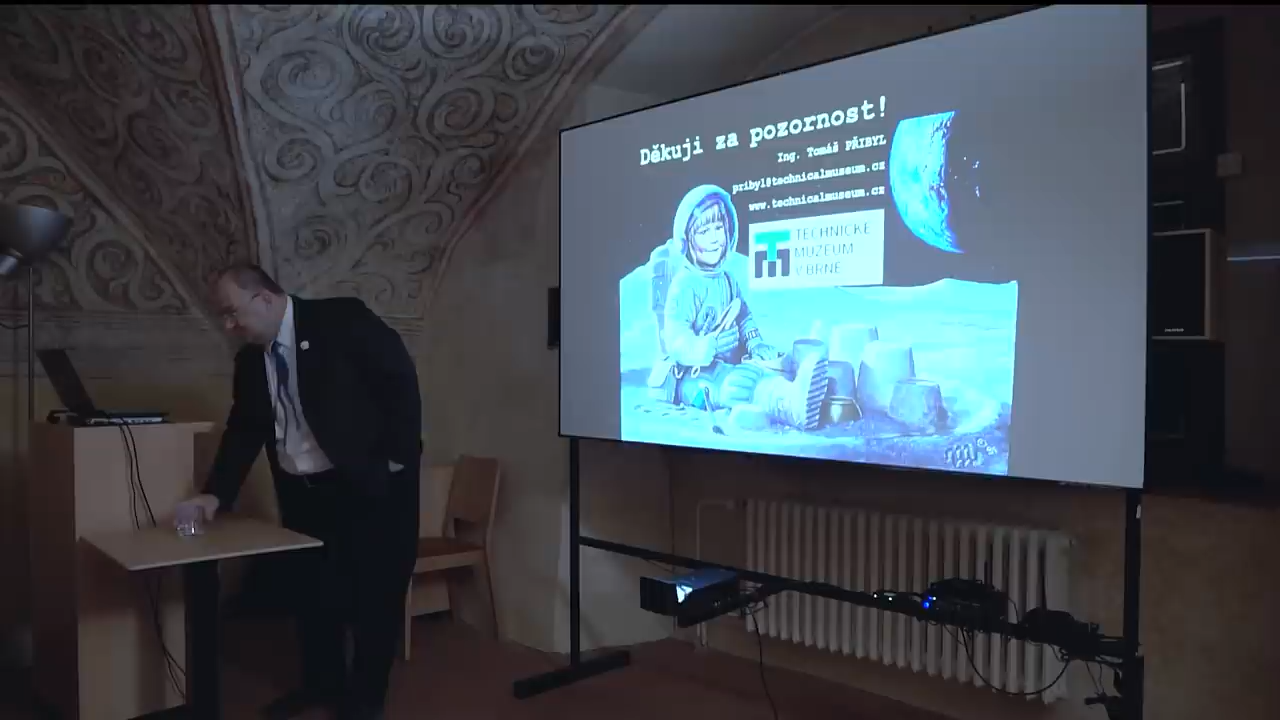 Děkuji za pozornost!
Ing. Tomáš PŘIBYL
pribyl@technicalmuseum.cz
www.technicalmuseum.cz
TECHNICKÉ
MUZEUM
V BRNĚ